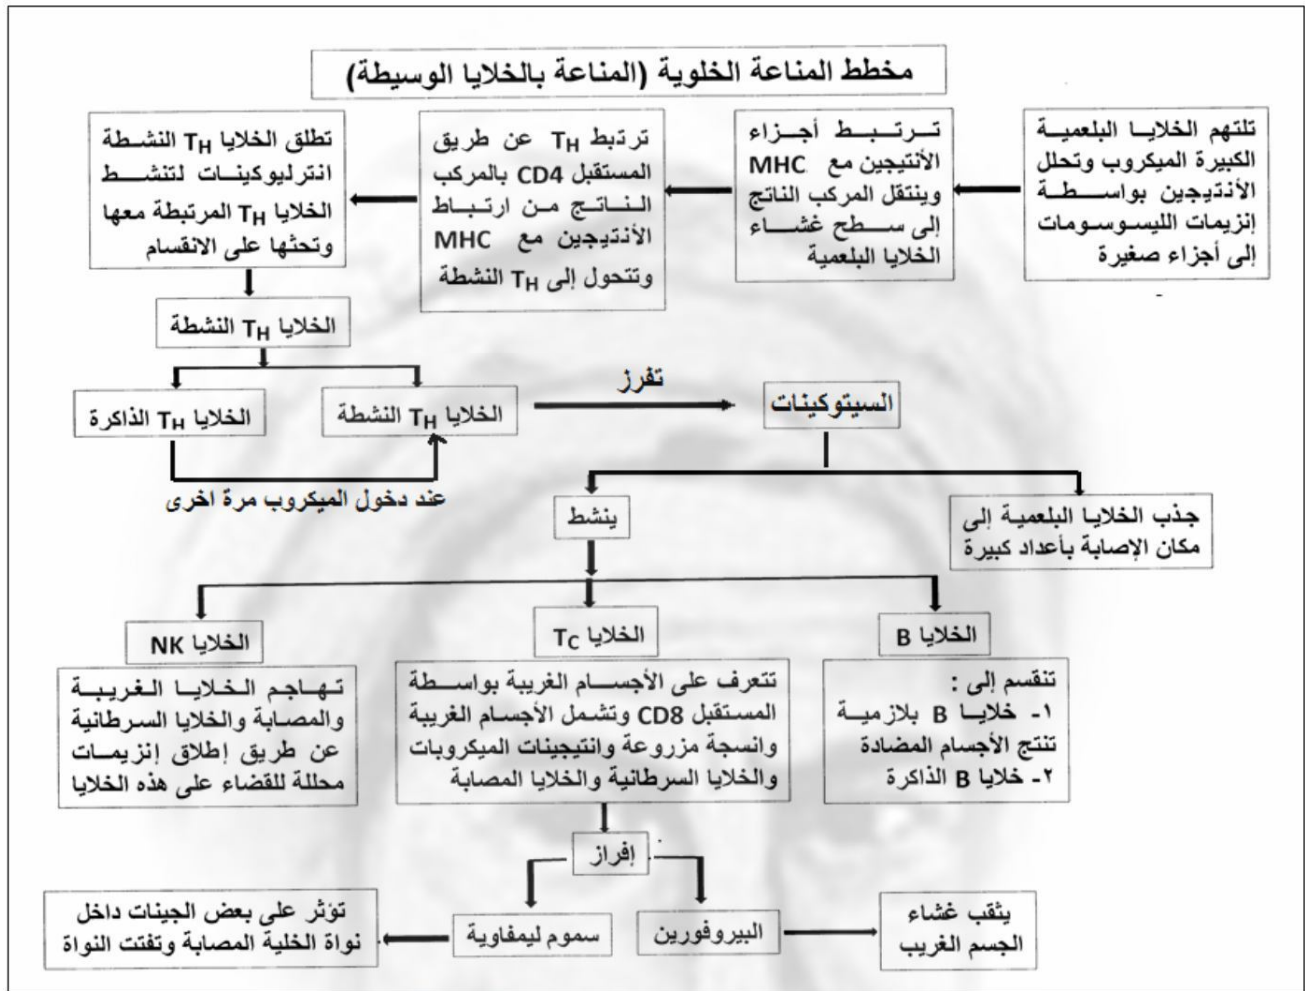 مخطط المناعة الخلوية (المناعة بالخلايا الوسيطة)
تلتهم الخلايا البلعمية
الكبيرة الميكروب وتحلل
الأنتيجين بواسطة
إنزيمات الليسوسومات
إلى أجزاء صغيرة
ترتبط أجزاء
الأنتيجين مع MHC
وينتقل المركب الناتج
إلى سطح غشاء
الخلايا البلعمية
ترتبط TH عن طريق
المستقبل CD4 بالمركب
الناتج من ارتباط
الأنتيجين مع MHC
وتتحول إلى TH النشطة
تطلق الخلايا TH النشطة
انترليوكينات لتنشط
الخلايا TH المرتبطة معها
وتحثها على الانقسام
الخلايا TH النشطة
الخلايا TH النشطة
الخلايا TH الذاكرة
عند دخول الميكروب مرة اخرى
تفرز
السيتوكينات
جذب الخلايا البلعمية إلى
مكان الإصابة بأعداد كبيرة
ينشط
الخلايا B
تنقسم إلى :
١- خلايا B بلازمية
تنتج الأجسام المضادة
٢- خلايا B الذاكرة
الخلايا TC
تتعرف على الأجسام الغريبة بواسطة
المستقبل CD8 وتشمل الأجسام الغريبة
وانسجة مزروعة وانتيجينات الميكروبات
والخلايا السرطانية والخلايا المصابة
الخلايا NK
تهاجم الخلايا الغريبة
والمصابة والخلايا السرطانية
عن طريق إطلاق إنزيمات
محللة للقضاء على هذه الخلايا
إفراز
البيروفورين
يثقب غشاء
الجسم الغريب
سموم ليمفاوية
تؤثر على بعض الجينات داخل
نواة الخلية المصابة وتفتت النواة